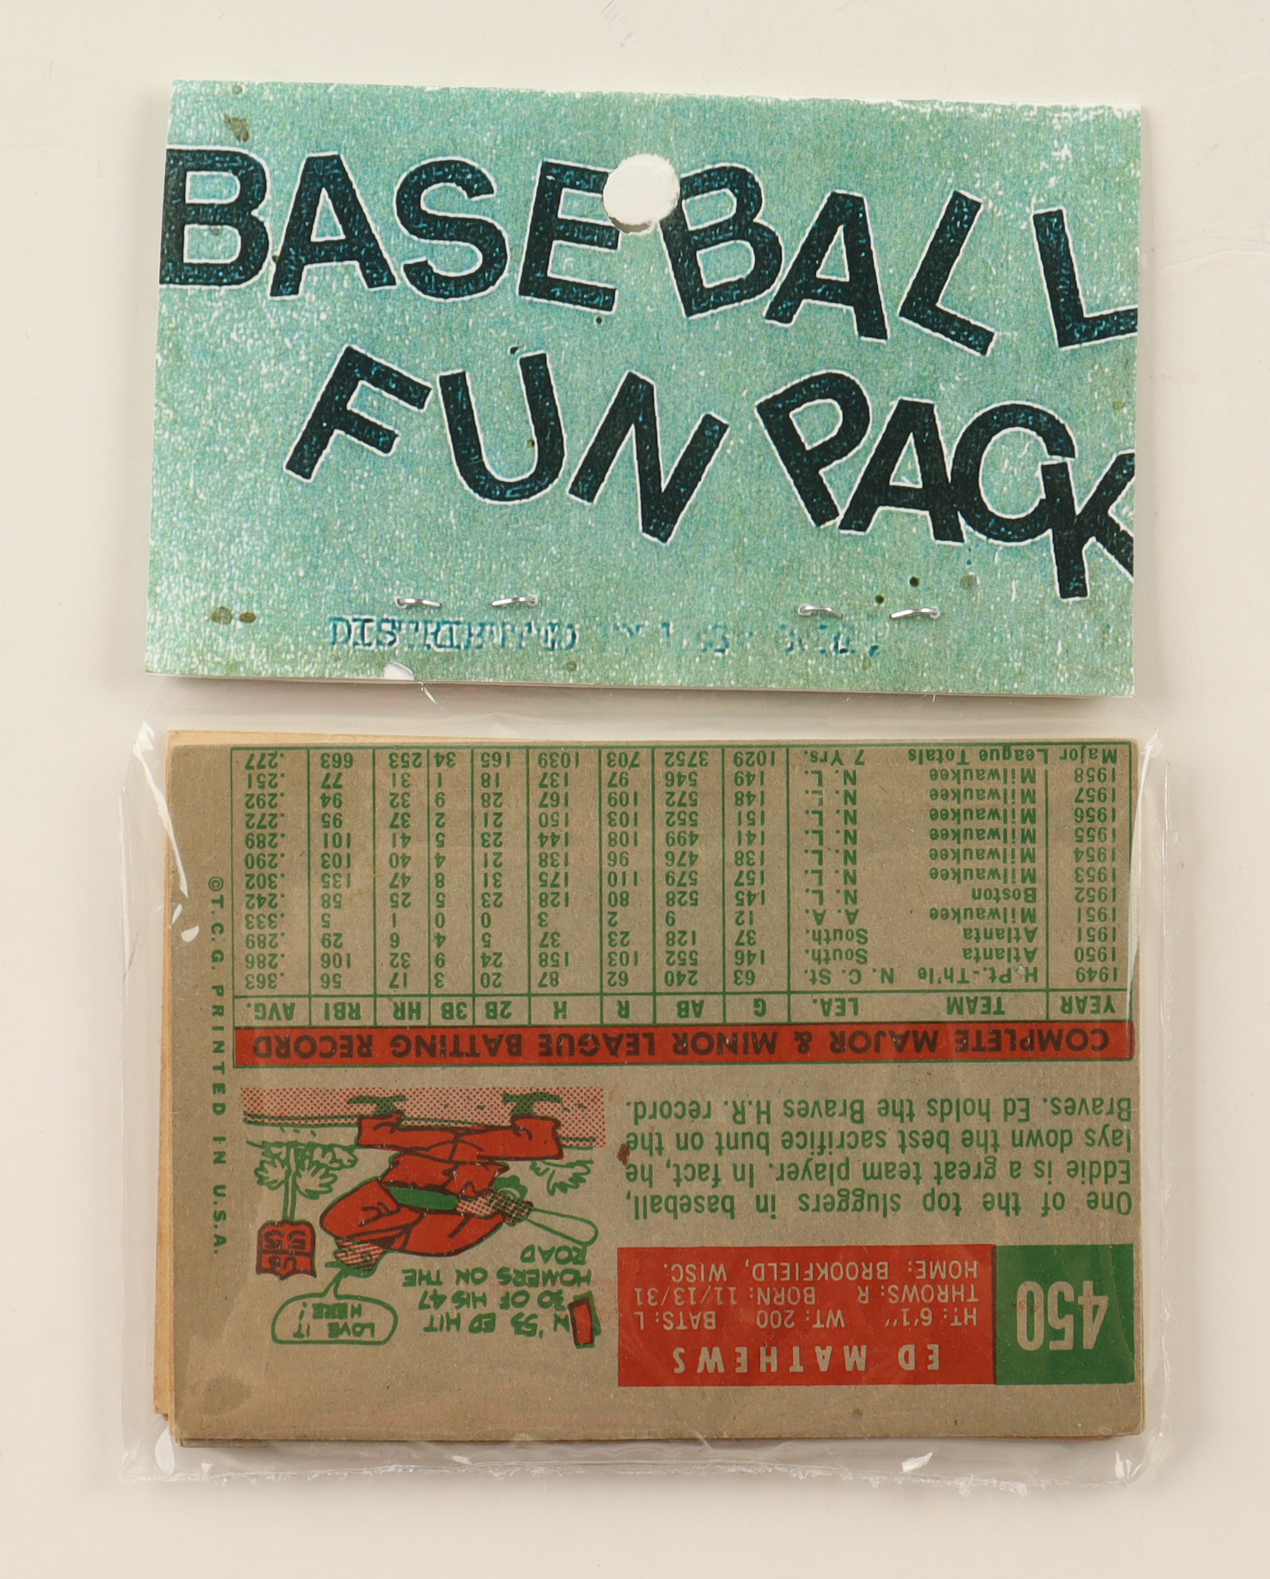 BASEBALL
FUN PACK
DISTRIBUTED
450
ED MATHEWS
HT: 6'1" WT: 200 BATS: L
THROWS: R BORN: 11/13/31
HOME: BROOKFIELD, WISC.
One of the top sluggers in baseball,
Eddie is a great team player. In fact, he
lays down the best sacrifice bunt on the
Braves. Ed holds the Braves H.R. record.
IN '53 ED HIT
30 OF HIS 47
HOMERS ON THE
ROAD
LOVE IT
HERE!
U.S.
55
COMPLETE MAJOR & MINOR LEAGUE BATTING RECORD
YEAR TEAM LEA. G AB R H 2B 3B HR RBI AVG.
1949 H.Pt.-Th'le N. C. St. 63 240 62 87 20 3 17 56 .363
1950 Atlanta South. 146 552 103 158 24 9 32 106 .286
1951 Atlanta South. 37 128 23 37 5 4 6 29 .289
1951 Milwaukee A. A. 12 9 2 3 0 0 1 5 .333
1952 Boston N. L. 145 528 80 128 23 5 25 58 .242
1953 Milwaukee N. L. 157 579 110 175 31 8 47 135 .302
1954 Milwaukee N. L. 138 476 96 138 21 4 40 103 .290
1955 Milwaukee N. L. 141 499 108 144 23 5 41 101 .289
1956 Milwaukee N. L. 151 552 103 150 21 2 37 95 .272
1957 Milwaukee N. L. 148 572 109 167 28 9 32 94 .292
1958 Milwaukee N. L. 149 546 97 137 18 1 31 77 .251
Major League Totals 7 Yrs. 1029 3752 703 1039 165 34 253 663 .277
©T.C.G. PRINTED IN U.S.A.